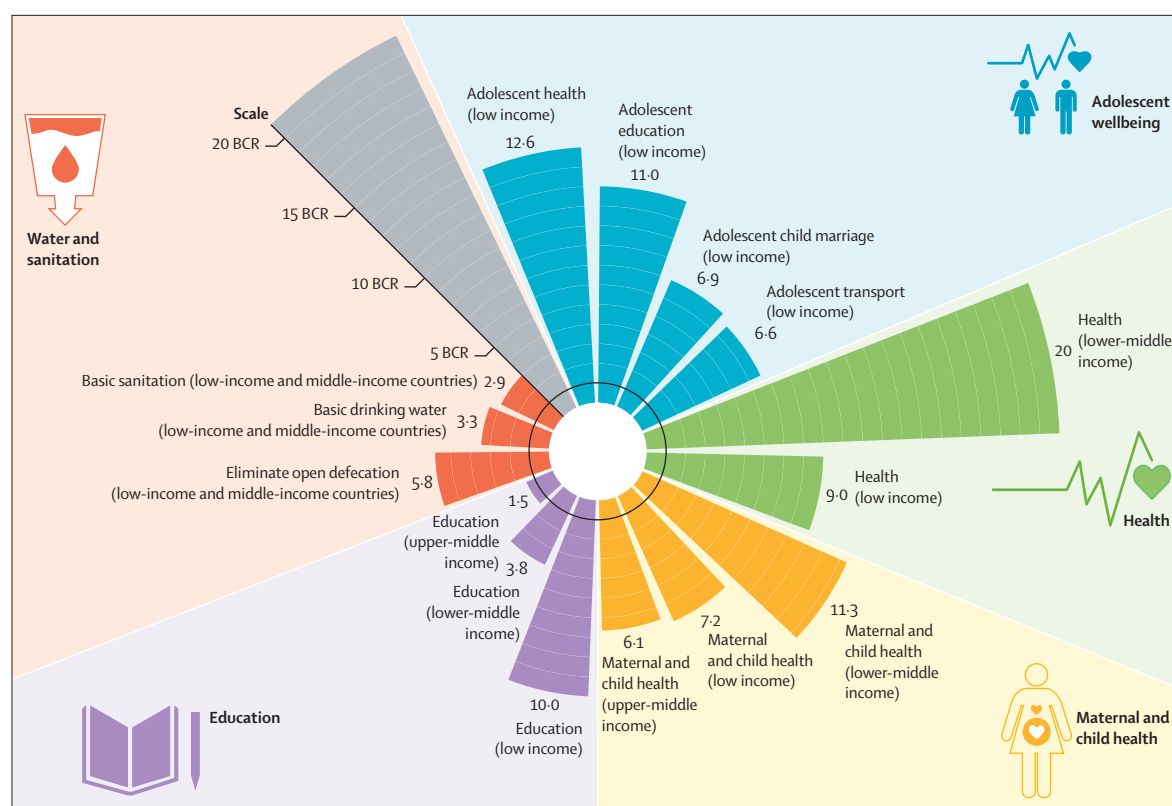 Scale
20 BCR
15 BCR
10 BCR
5 BCR
Adolescent health
(low income)
12·6
Adolescent
education
(low income)
11·0
Adolescent child marriage
(low income)
6·9
Adolescent transport
(low income)
6·6
Adolescent
wellbeing
Health
(lower-middle
income)
20
Health
(low income)
9·0
Health
11·3
Maternal and
child health
(lower-middle
income)
7·2
Maternal
and child health
(low income)
6·1
Maternal and
child health
(upper-middle
income)
Maternal and
child health
10·0
Education
(low income)
3·8
Education
(lower-middle
income)
1·5
Education
(upper-middle
income)
Education
Eliminate open defecation
(low-income and middle-income countries)
5·8
Basic drinking water
(low-income and middle-income countries)
3·3
Basic sanitation (low-income and middle-income countries)
2·9
Water and
sanitation